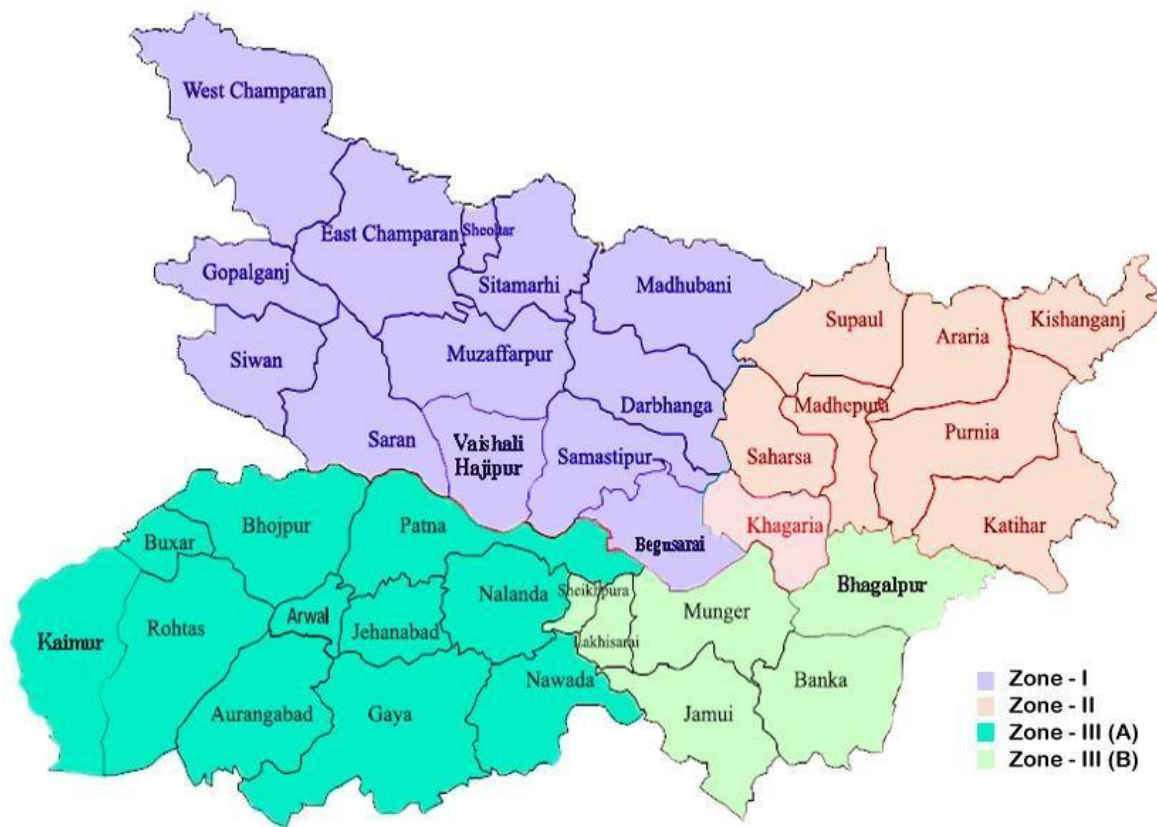 West Champaran
East Champaran
Sheohar
Sitamarhi
Gopalganj
Madhubani
Siwan
Muzaffarpur
Supaul
Araria
Kishanganj
Saran
Vaishali
Hajipur
Darbhanga
Madhepura
Purnia
Samastipur
Saharsa
Bhojpur
Patna
Begusarai
Khagaria
Katihar
Buxar
Nalanda
Sheikhpura
Munger
Bhagalpur
Kaimur
Rohtas
Arwal
Jehanabad
Lakhisarai
Nawada
Banka
Aurangabad
Gaya
Jamui
Zone - I
Zone - II
Zone - III (A)
Zone - III (B)